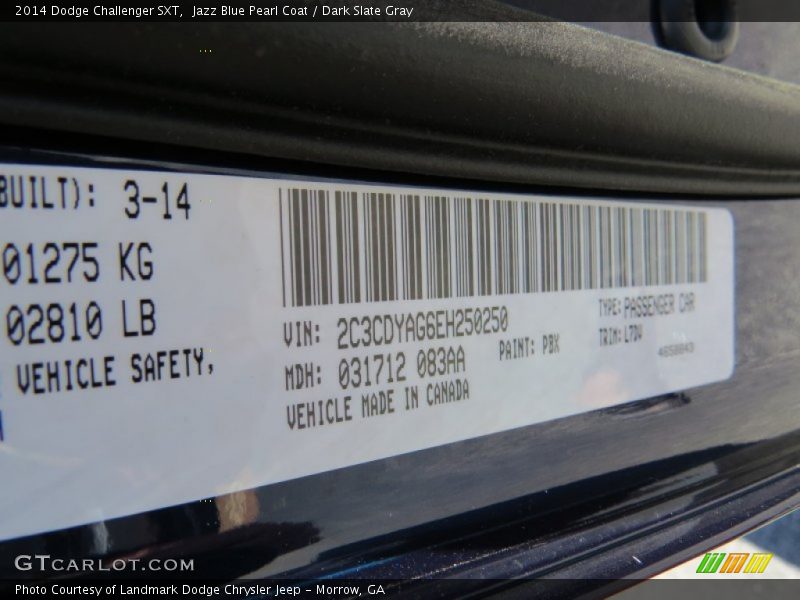 2014 Dodge Challenger SXT,  Jazz Blue Pearl Coat / Dark Slate Gray
BUILT): 3-14
01275 KG
02810 LB
VEHICLE SAFETY,
VIN: 2C3CDYAG6EH250250
TYPE: PASSENGER CAR
MDH: 031712 083AA
PAINT: PBX
TRIM: L7DV
VEHICLE MADE IN CANADA
GTCARLOT.COM
Photo Courtesy of Landmark Dodge Chrysler Jeep - Morrow, GA